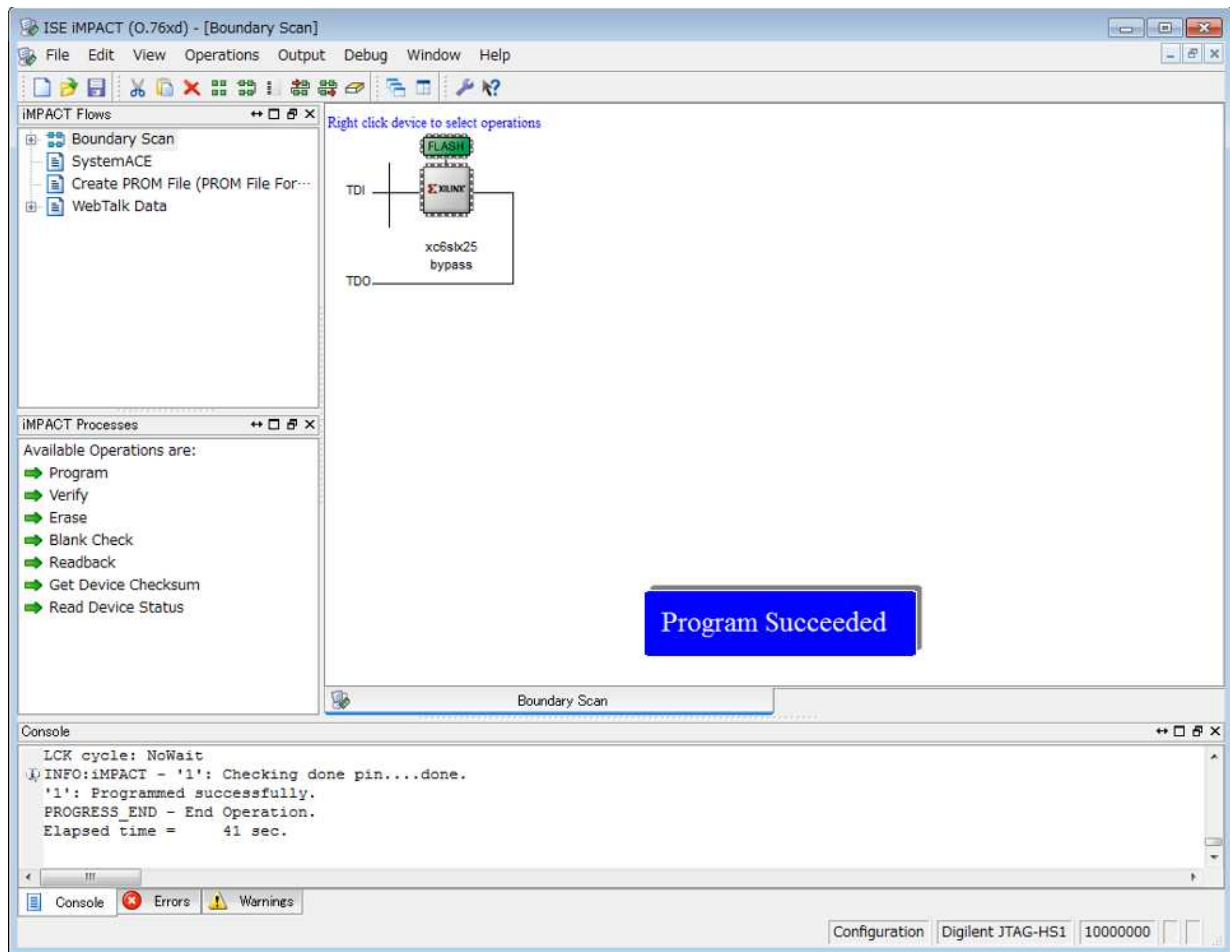 ISE iMPACT (O.76xd) - [Boundary Scan]
File Edit View Operations Output Debug Window Help
iMPACT Flows
Boundary Scan
SystemACE
Create PROM File (PROM File For...
WebTalk Data
Right click device to select operations
FLASH
TDI
XILINX
xc6slx25
bypass
TDO
iMPACT Processes
Available Operations are:
Program
Verify
Erase
Blank Check
Readback
Get Device Checksum
Read Device Status
Program Succeeded
Boundary Scan
Console
LCK cycle: NoWait
INFO:iMPACT - '1': Checking done pin....done.
'1': Programmed successfully.
PROGRESS_END - End Operation.
Elapsed time =     41 sec.
Console Errors Warnings
Configuration Digilent JTAG-HS1 10000000